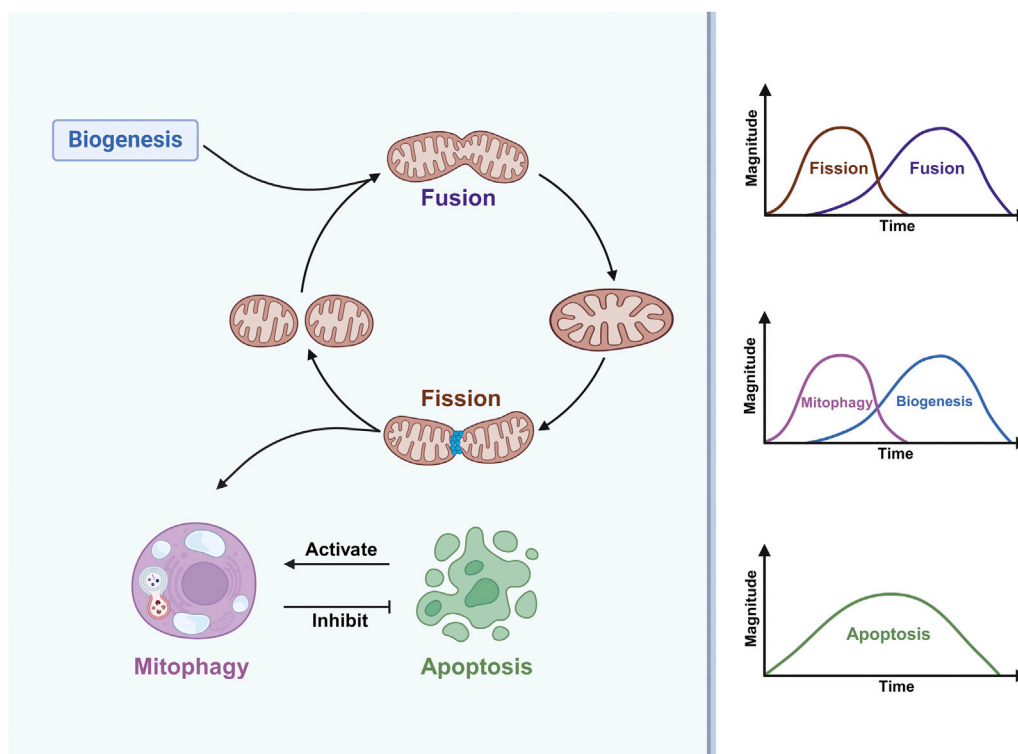 Biogenesis
Fusion
Fission
Activate
Inhibit
Mitophagy
Apoptosis
Magnitude
Fission
Fusion
Time
Magnitude
Mitophagy
Biogenesis
Time
Magnitude
Apoptosis
Time